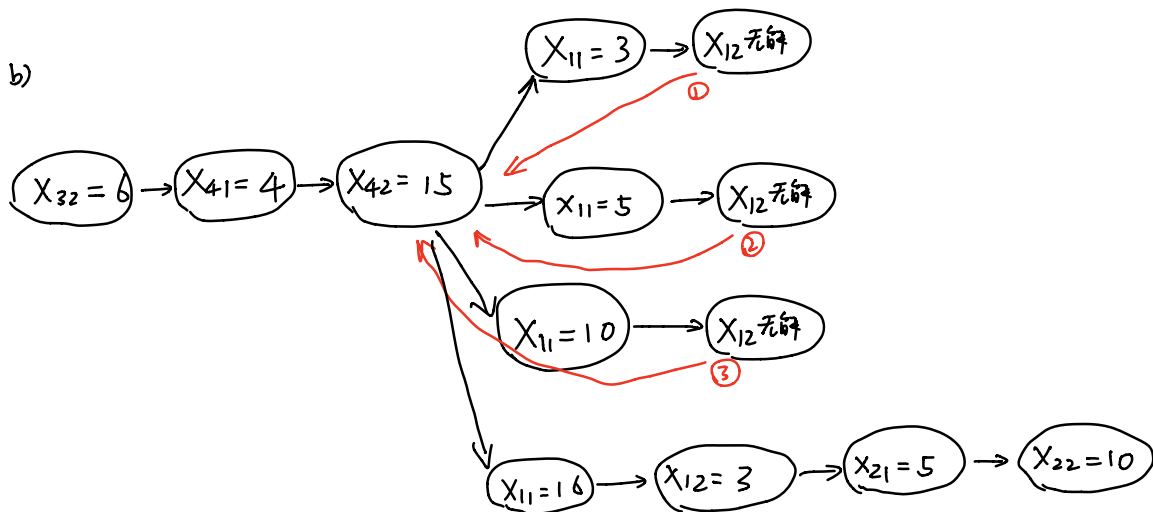 b)
X₁₁=3
X₁₂无解
①
X₃₂=6
X₄₁=4
X₄₂=15
X₁₁=5
X₁₂无解
②
X₁₁=10
X₁₂无解
③
X₁₁=16
X₁₂=3
X₂₁=5
X₂₂=10